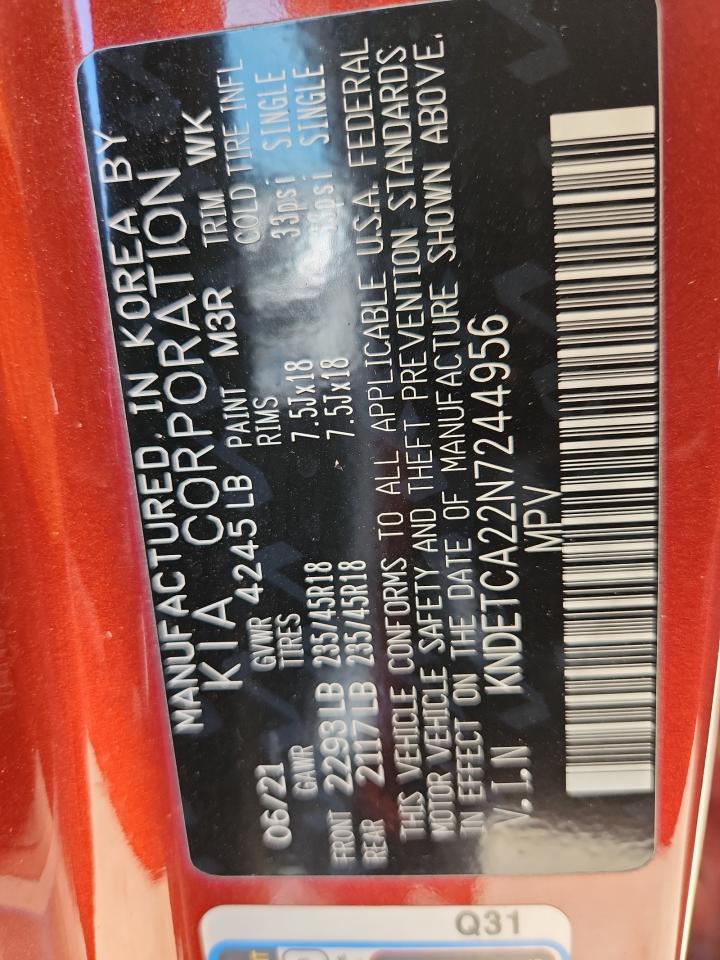 MANUFACTURED IN KOREA BY
KIA CORPORATION
06/21 GVWR 4245 LB PAINT M3R TRIM WK
GAWR TIRES RIMS COLD TIRE INFL
FRONT 2293 LB 235/45R18 7.5Jx18 33psi SINGLE
REAR 2117 LB 235/45R18 7.5Jx18 33psi SINGLE
THIS VEHICLE CONFORMS TO ALL APPLICABLE U.S.A. FEDERAL
MOTOR VEHICLE SAFETY AND THEFT PREVENTION STANDARDS
IN EFFECT ON THE DATE OF MANUFACTURE SHOWN ABOVE.
V.I.N KNDETCA22N7244956
MPV
Q31